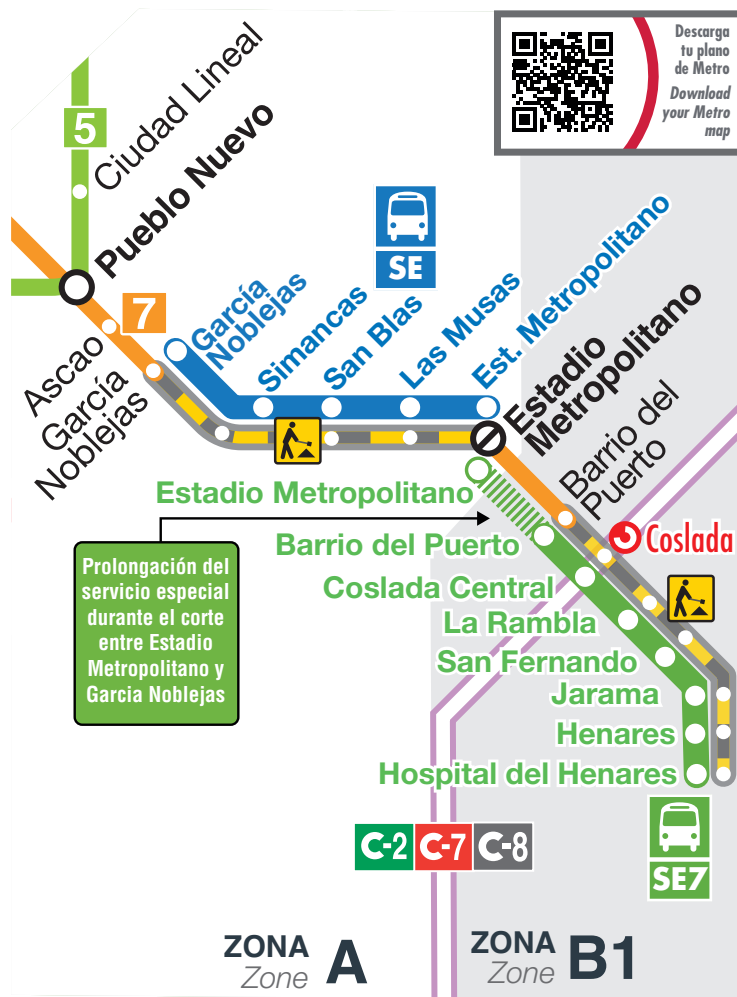 Descarga
tu plano
de Metro
Download
your Metro
map
5
Ciudad Lineal
Pueblo Nuevo
7
Ascao
García
Noblejas
SE
García
Noblejas
Simancas
San Blas
Las Musas
Est. Metropolitano
Estadio
Metropolitano
Barrio del
Puerto
Coslada
Estadio Metropolitano
Barrio del Puerto
Coslada Central
La Rambla
San Fernando
Jarama
Henares
Hospital del Henares
Prolongación del
servicio especial
durante el corte
entre Estadio
Metropolitano y
Garcia Noblejas
C-2 C-7 C-8
SE7
ZONA
Zone
A
ZONA
Zone
B1